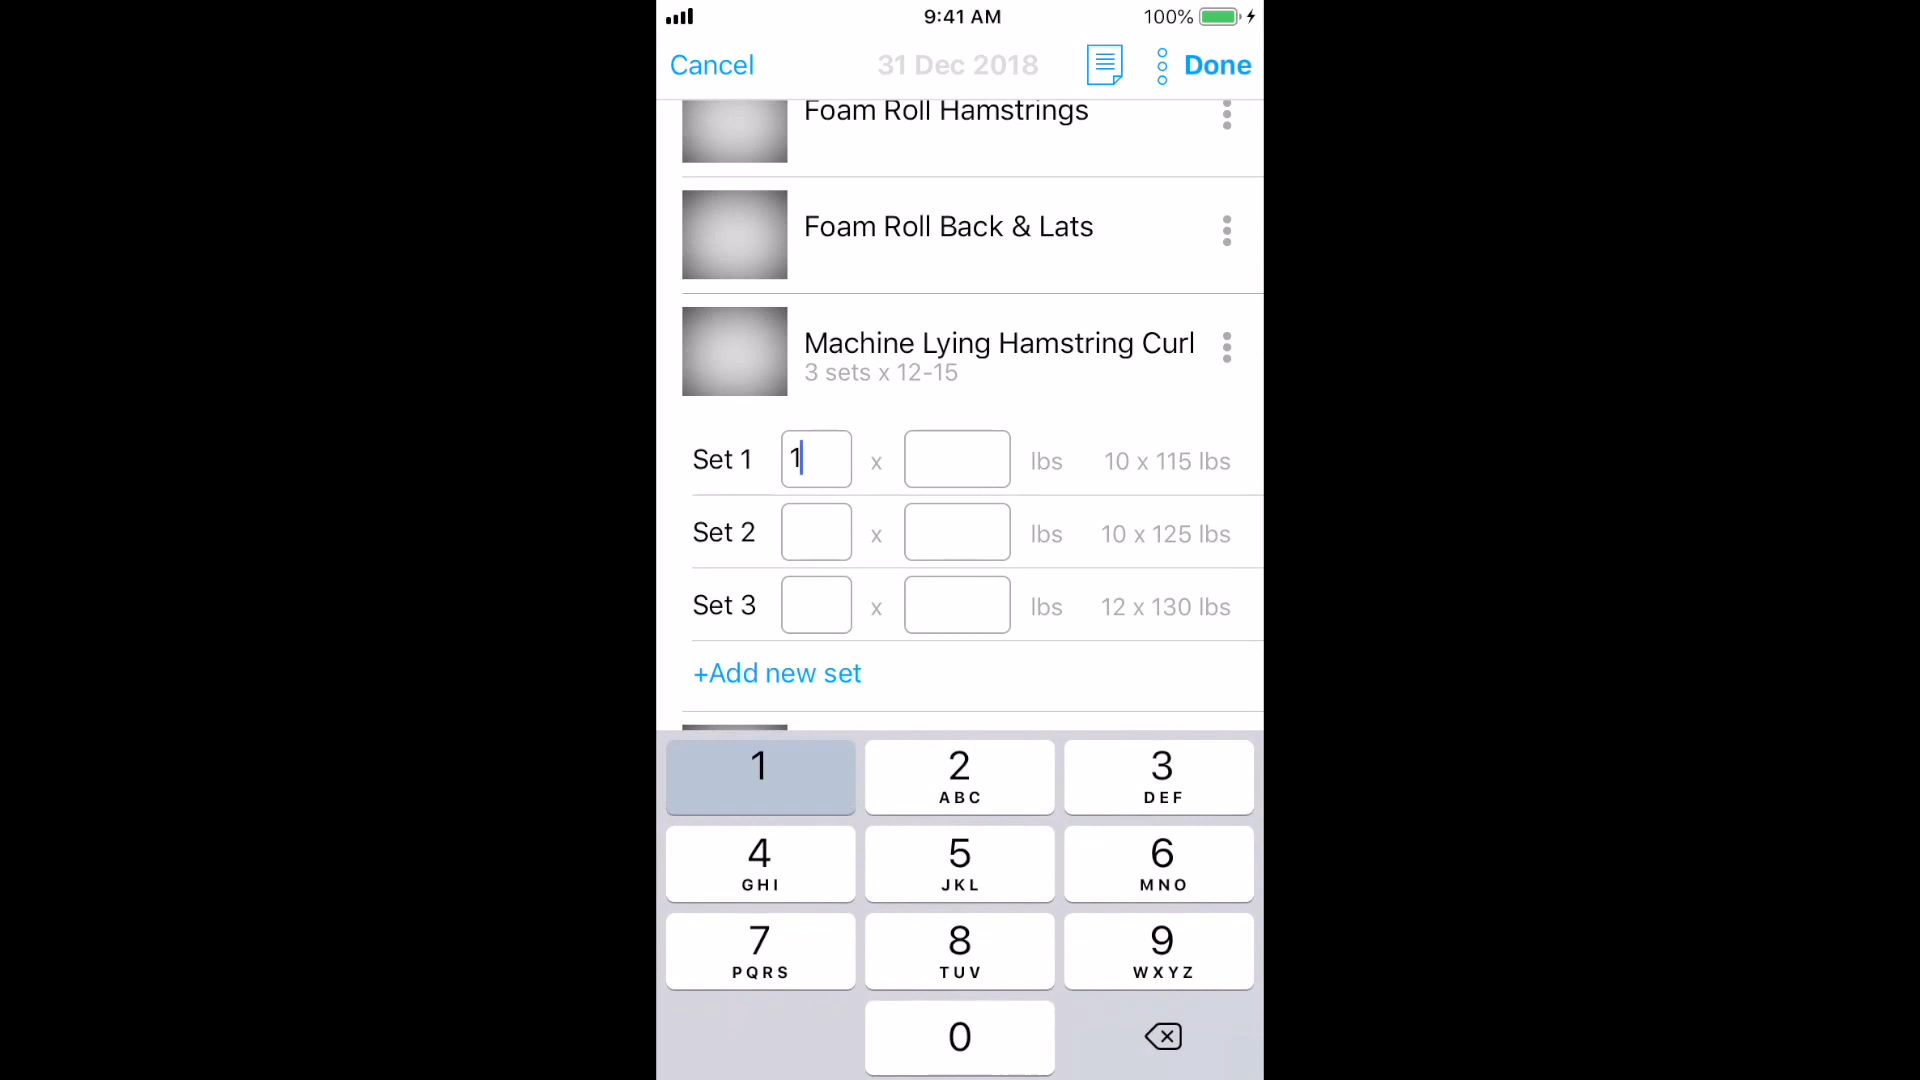 9:41 AM 100%
Cancel 31 Dec 2018 Done
Foam Roll Hamstrings
Foam Roll Back & Lats
Machine Lying Hamstring Curl
3 sets x 12-15
Set 1 1 x lbs 10 x 115 lbs
Set 2 x lbs 10 x 125 lbs
Set 3 x lbs 12 x 130 lbs
+Add new set
1 2 3
ABC DEF
4 5 6
GHI JKL MNO
7 8 9
PQRS TUV WXYZ
0